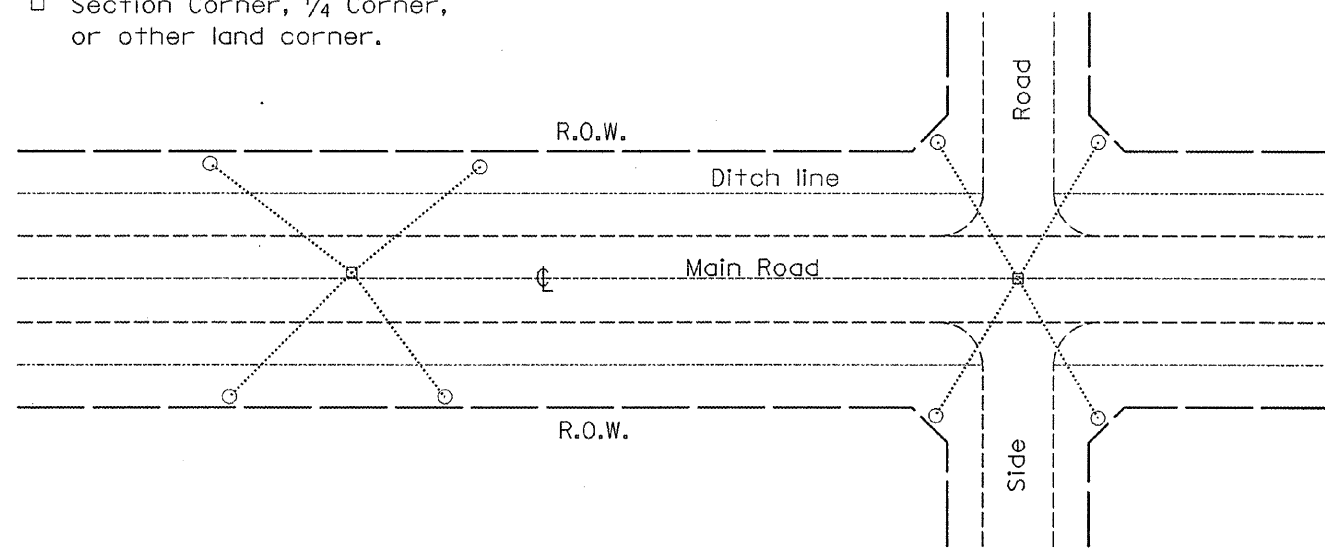 □ Section Corner, 1/4 Corner,
or other land corner.
Road
R.O.W.
Ditch line
Main Road
℄
R.O.W.
Side